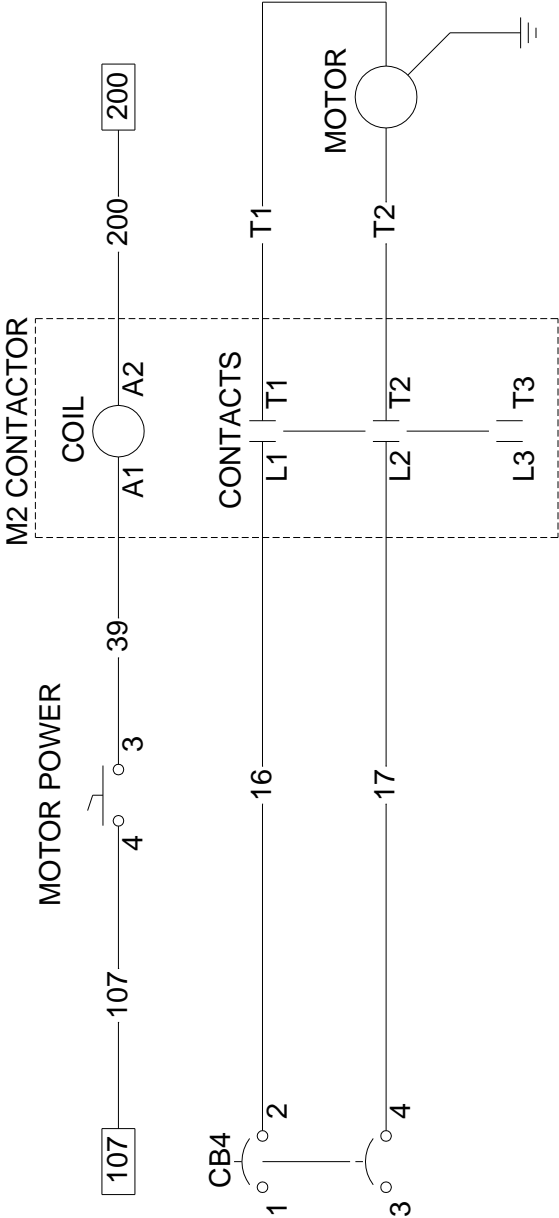 M2 CONTACTOR
MOTOR POWER
COIL
107
107
4
3
39
A1
A2
200
200
CB4
CONTACTS
MOTOR
1
2
16
L1
T1
T1
3
4
17
L2
T2
T2
L3
T3